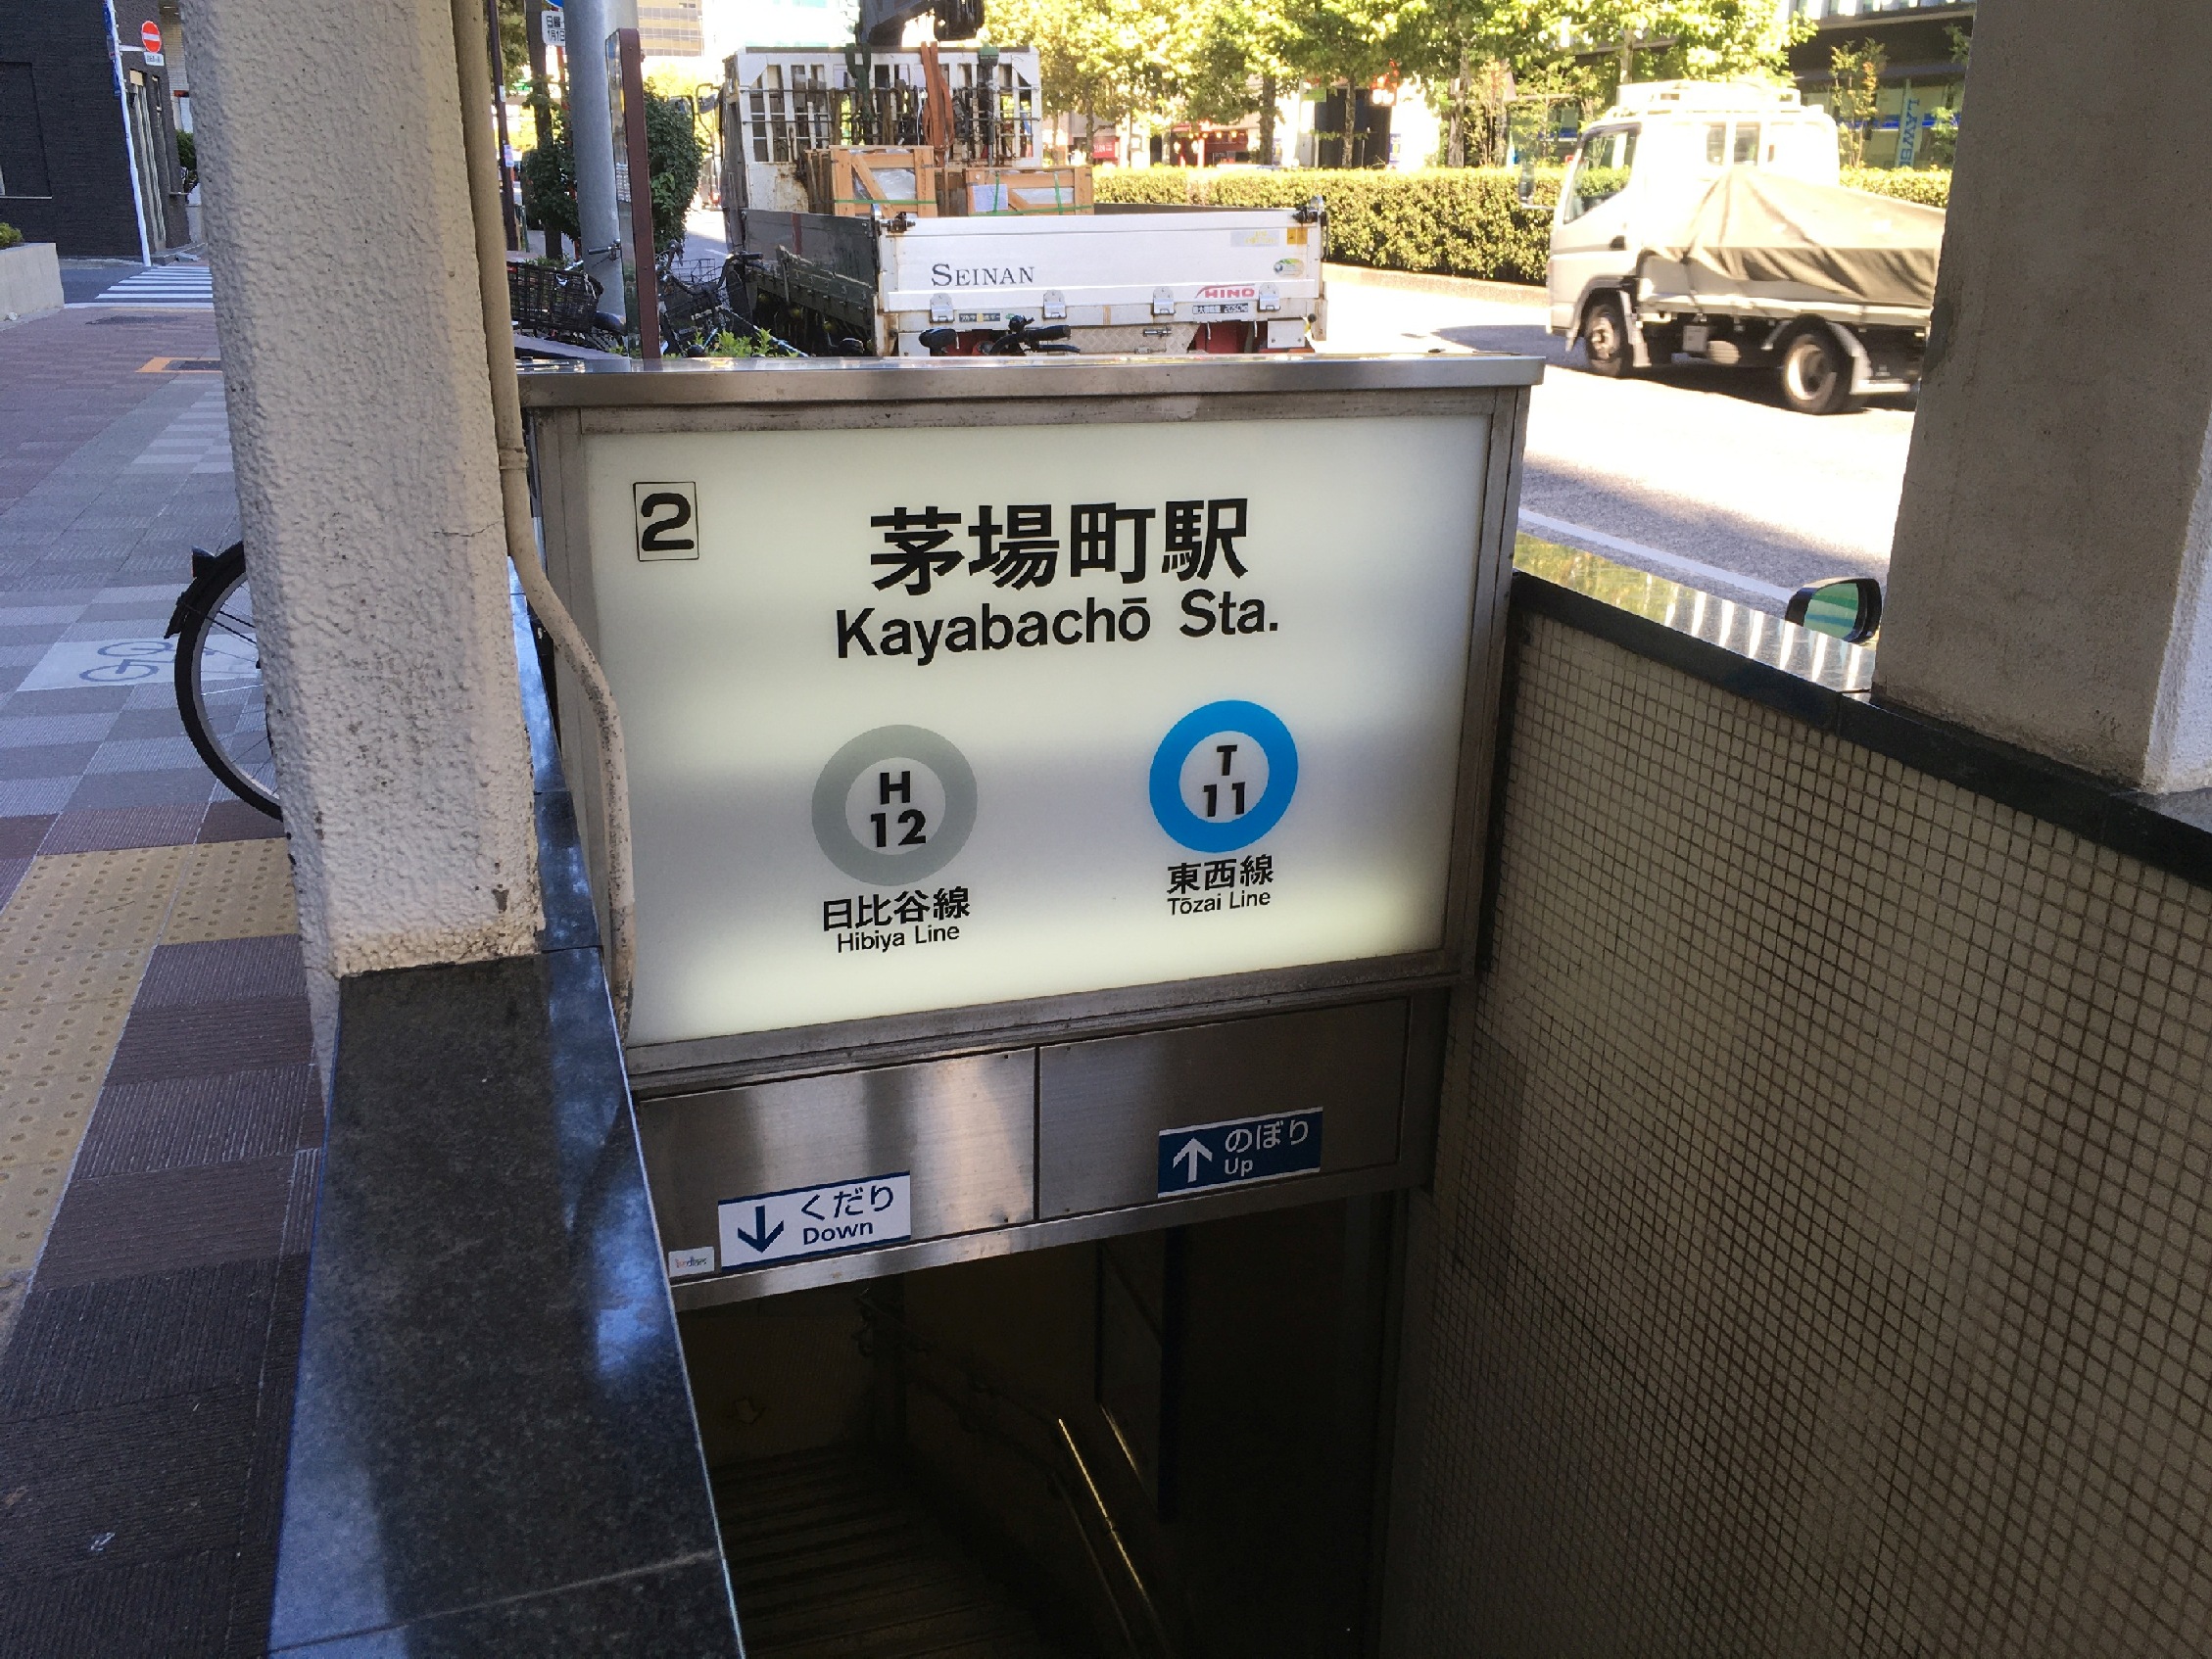 SEINAN
HINO
2
茅場町駅
Kayabachō Sta.
H
12
日比谷線
Hibiya Line
T
11
東西線
Tōzai Line
↓ くだり
Down
↑ のぼり
Up